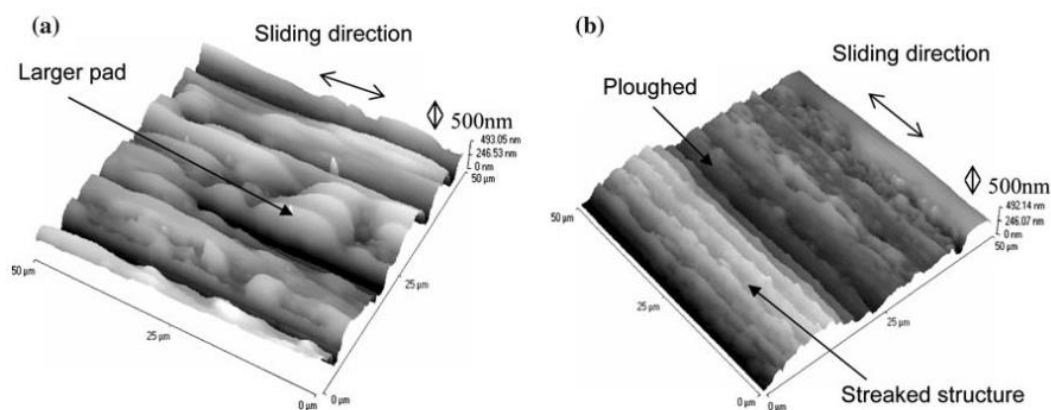 (a)
Sliding direction
Larger pad
500nm
493.05 nm
246.53 nm
0 nm
50 µm
50 µm
25 µm
25 µm
0 µm
0 µm
(b)
Sliding direction
Ploughed
500nm
492.14 nm
246.07 nm
0 nm
50 µm
50 µm
25 µm
25 µm
0 µm
0 µm
Streaked structure